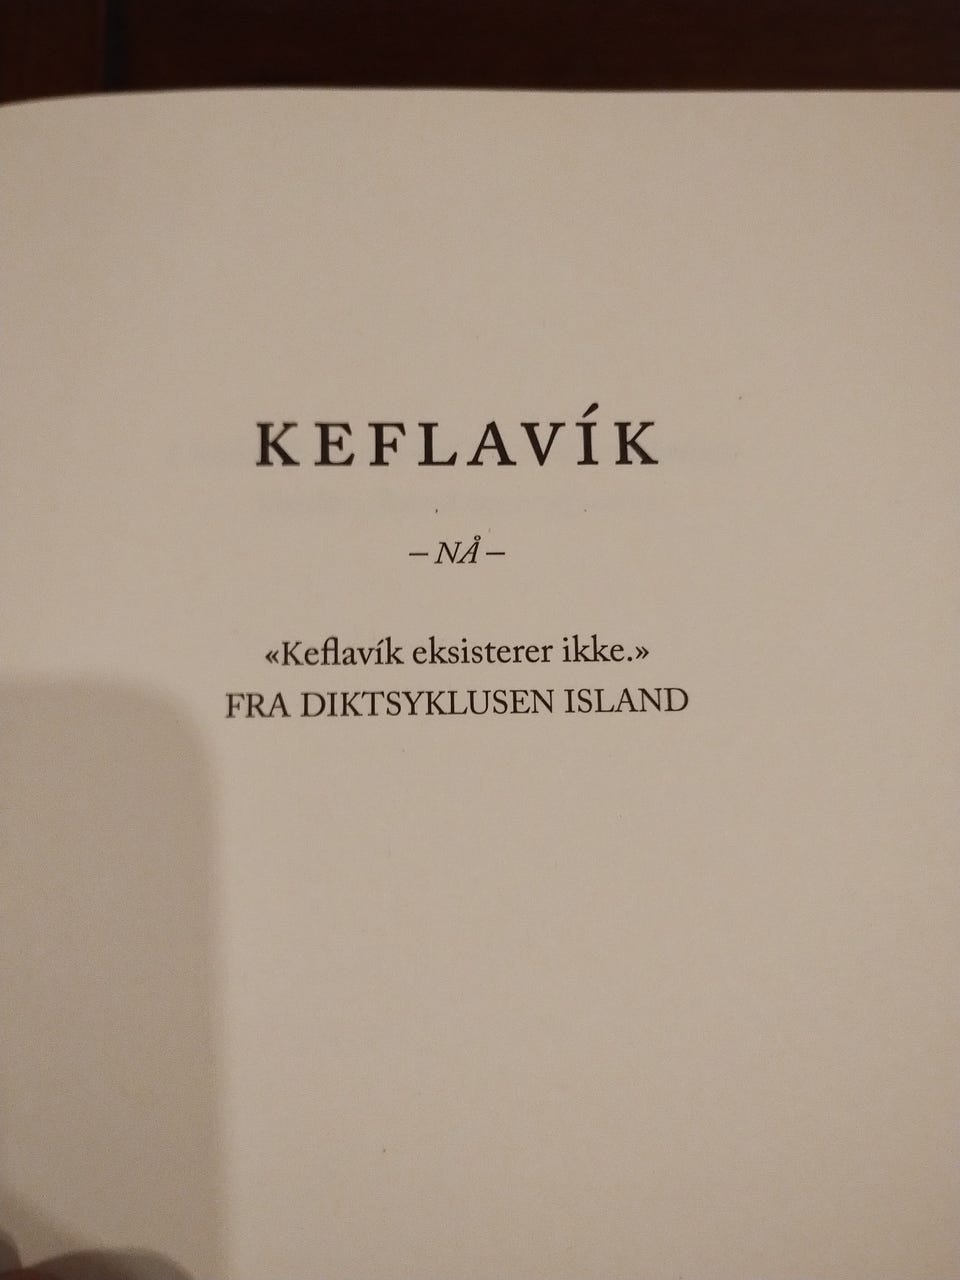 KEFLAVÍK
– NÅ –
«Keflavík eksisterer ikke.»
FRA DIKTSYKLUSEN ISLAND